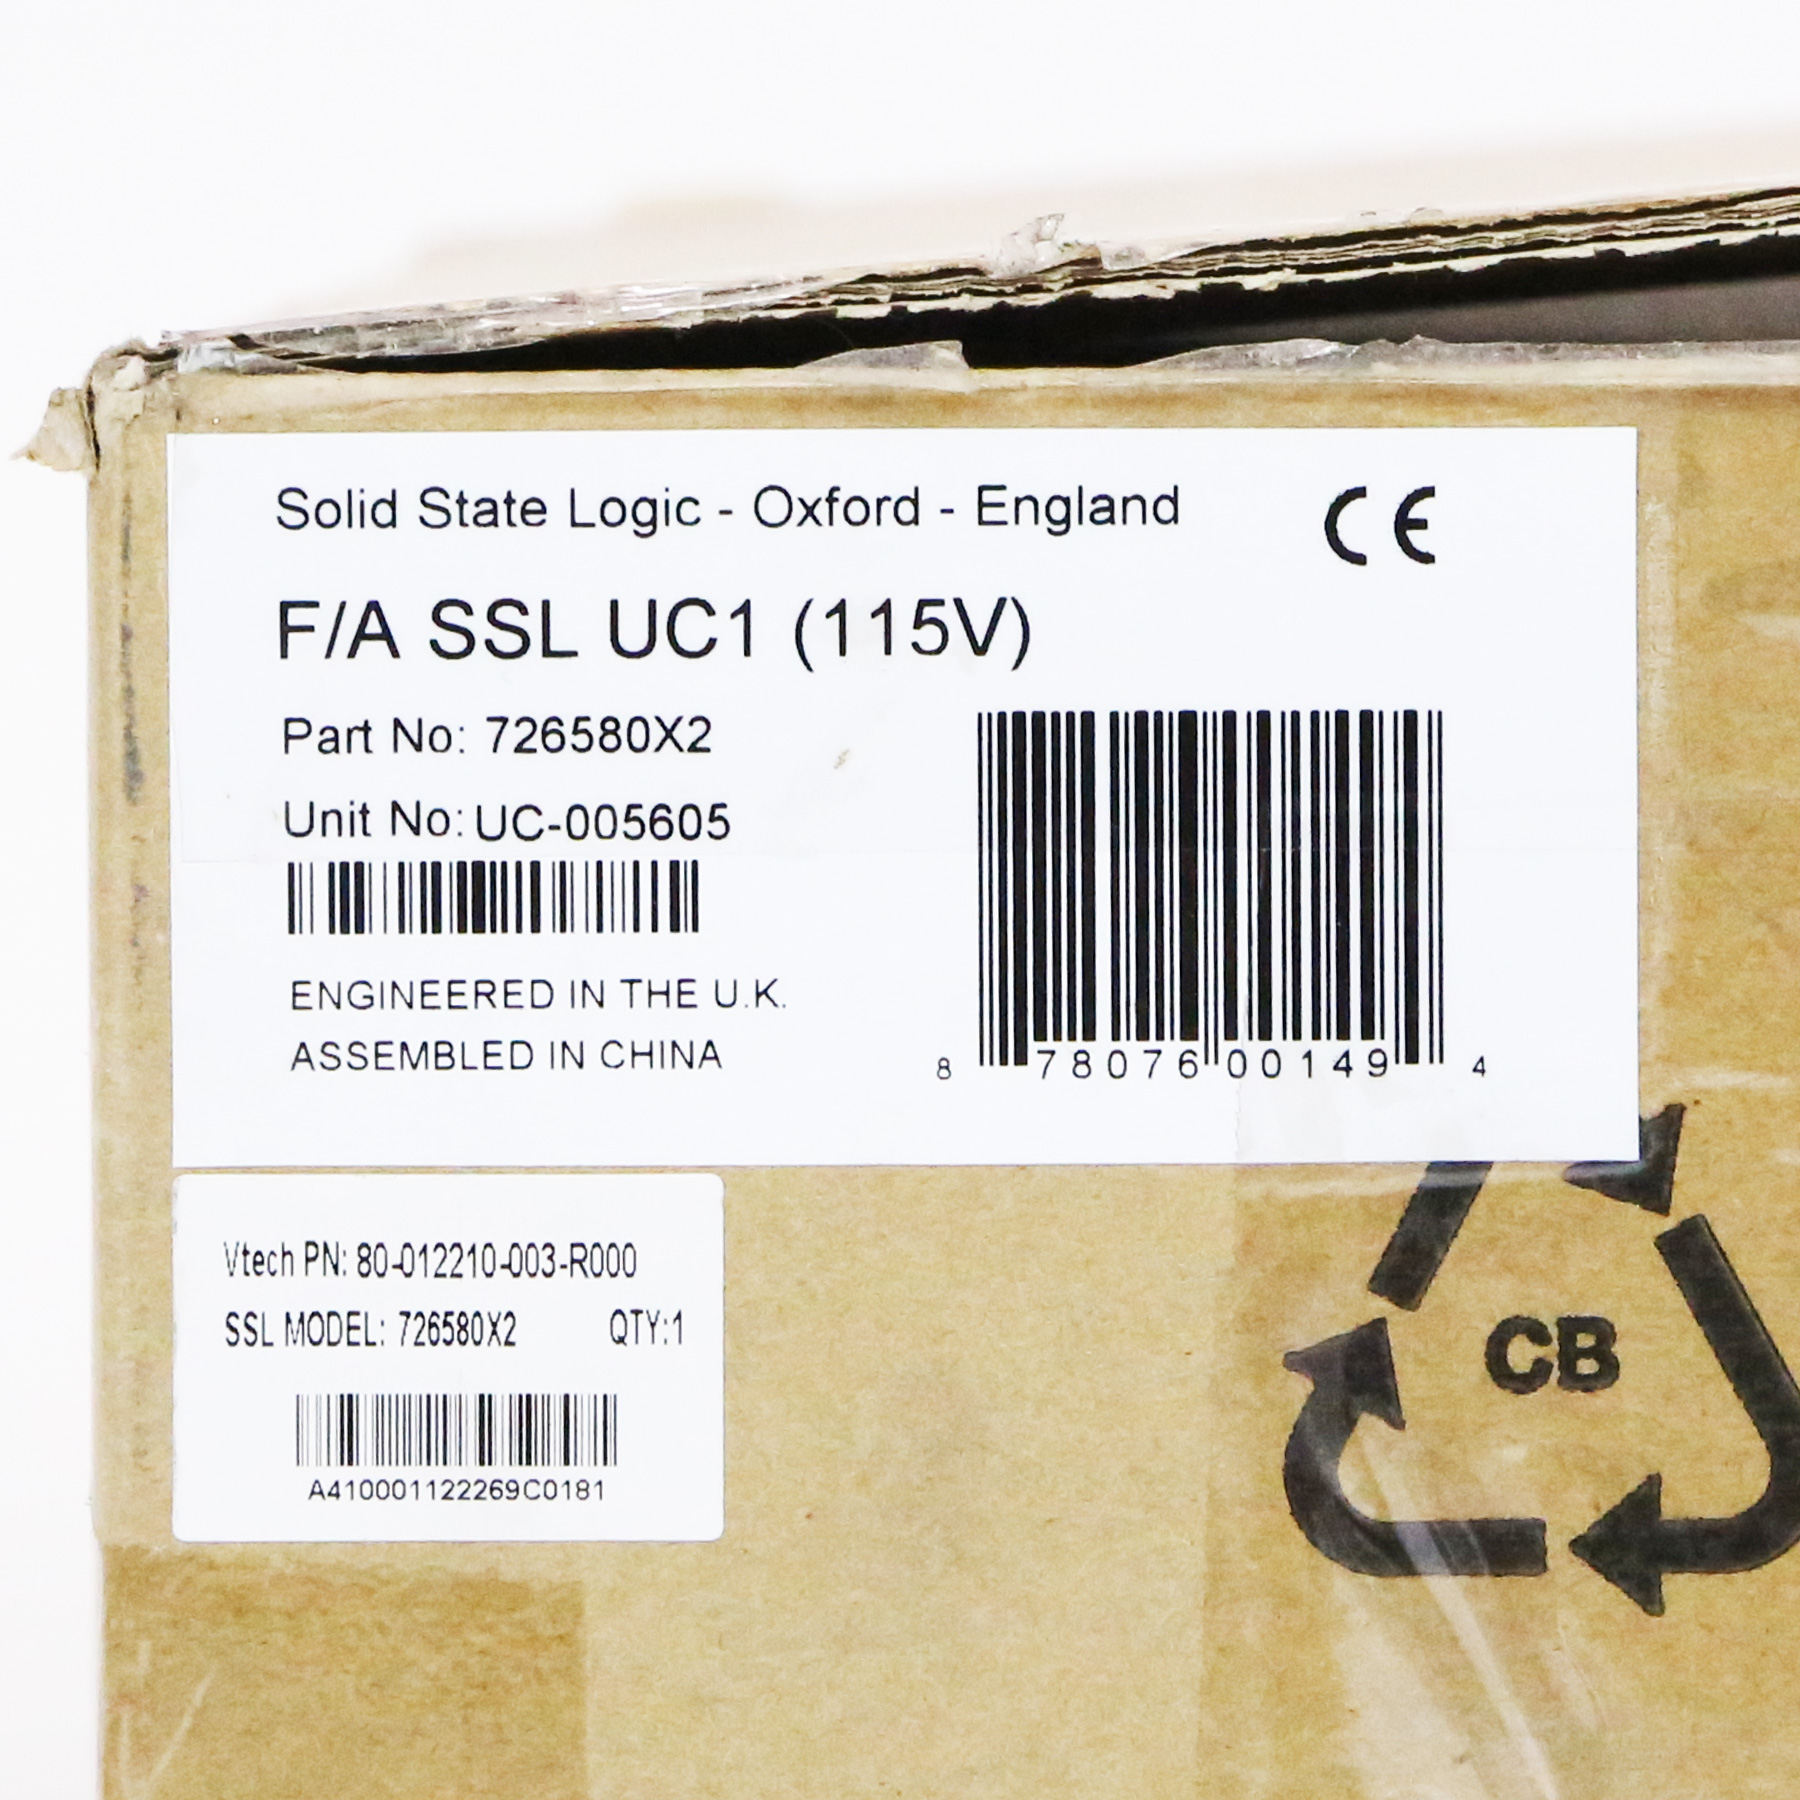 Solid State Logic - Oxford - England
CE
F/A SSL UC1 (115V)
Part No: 726580X2
Unit No: UC-005605
ENGINEERED IN THE U.K.
ASSEMBLED IN CHINA
8 78076 00149 4
Vtech PN: 80-012210-003-R000
SSL MODEL: 726580X2 QTY:1
A410001122269C0181
CB